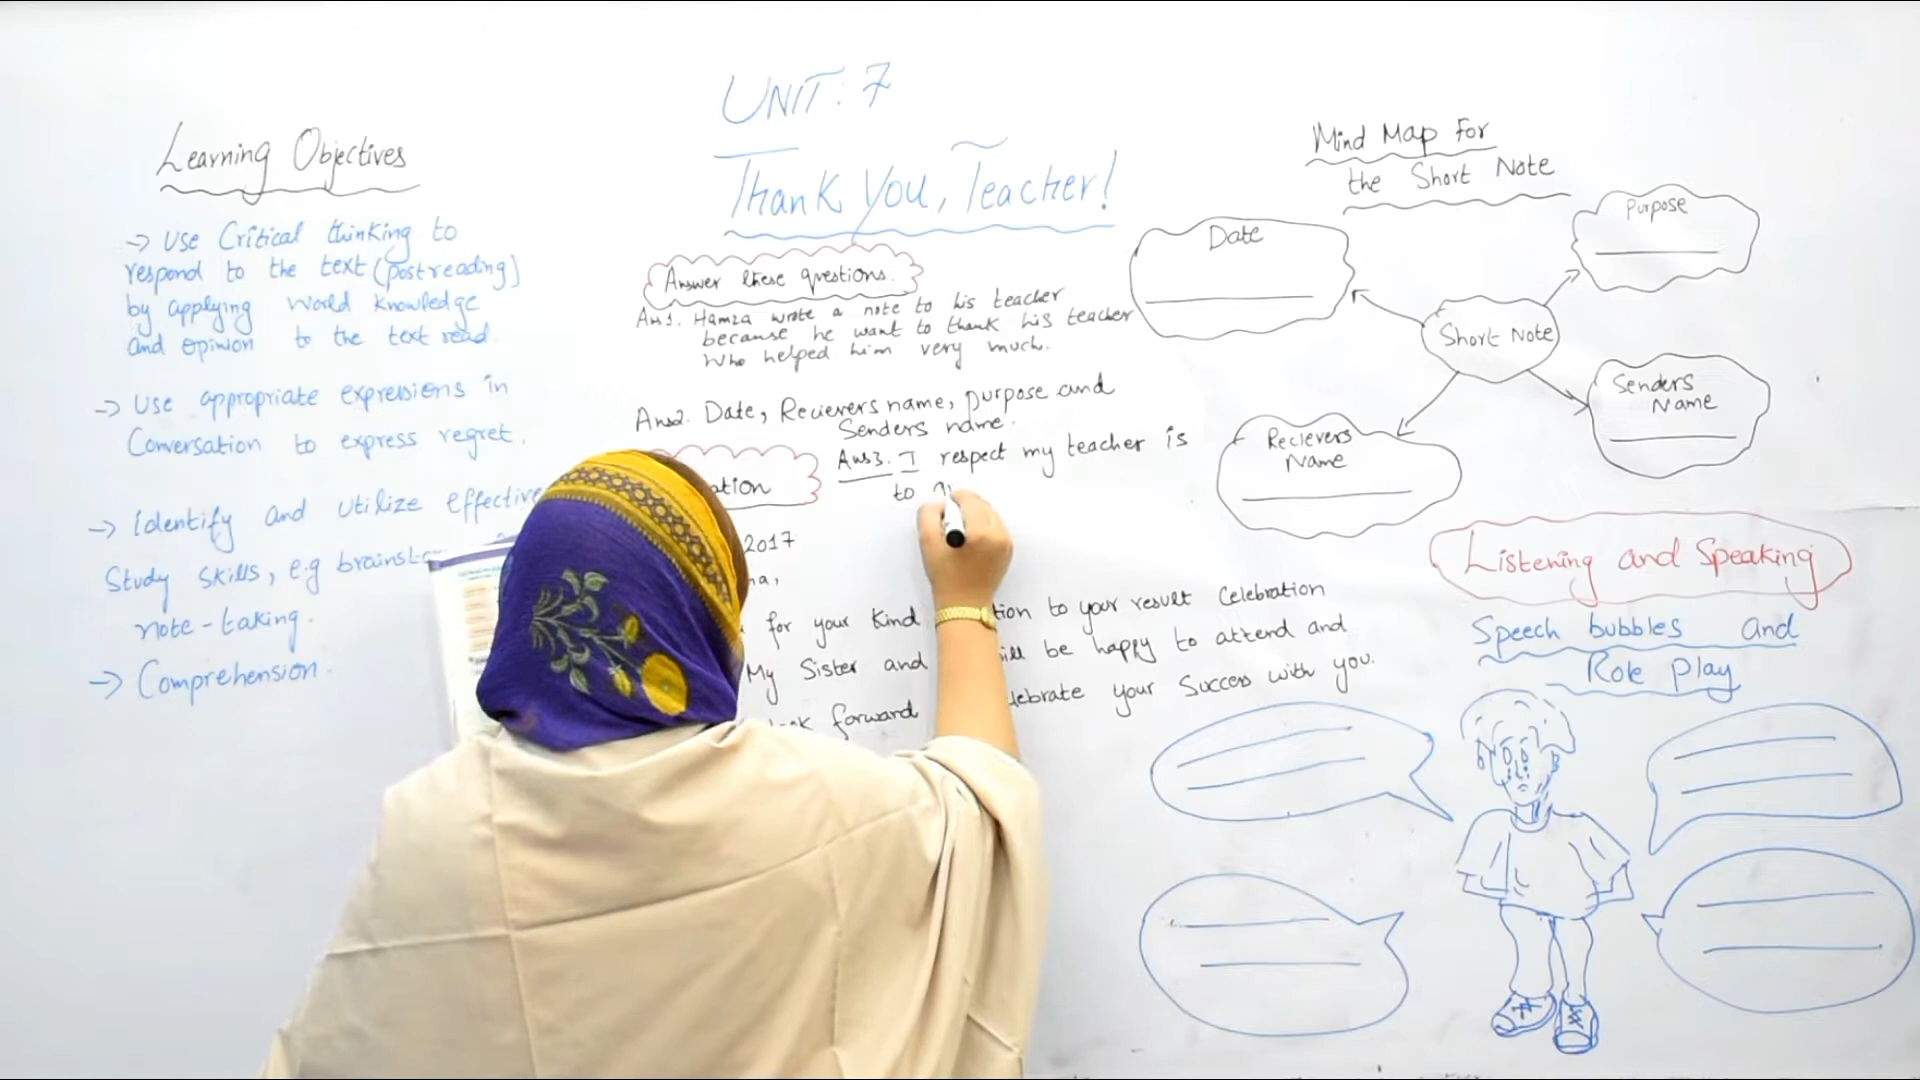 Learning Objectives
-> Use Critical thinking to
respond to the text (post reading)
by applying world knowledge
and opinion to the text read.
-> Use appropriate expressions in
Conversation to express regret.
-> Identify and utilize effective
Study skills, e.g
note-taking.
-> Comprehension.
UNIT: 7
Thank You, Teacher!
Answer these questions.
Ans1. Hamza wrote a note to his teacher
because he want to thank his teacher
who helped him very much.
Ans2. Date, Recievers name, purpose and
Senders name.
Ans3. I respect my teacher is
to
2017
for your kind to your result Celebration
My Sister and be happy to attend and
forward your Success with you.
Mind Map For
the Short Note
Date
Purpose
Short Note
Senders
Name
Recievers
Name
Listening and Speaking
Speech bubbles and
Role Play